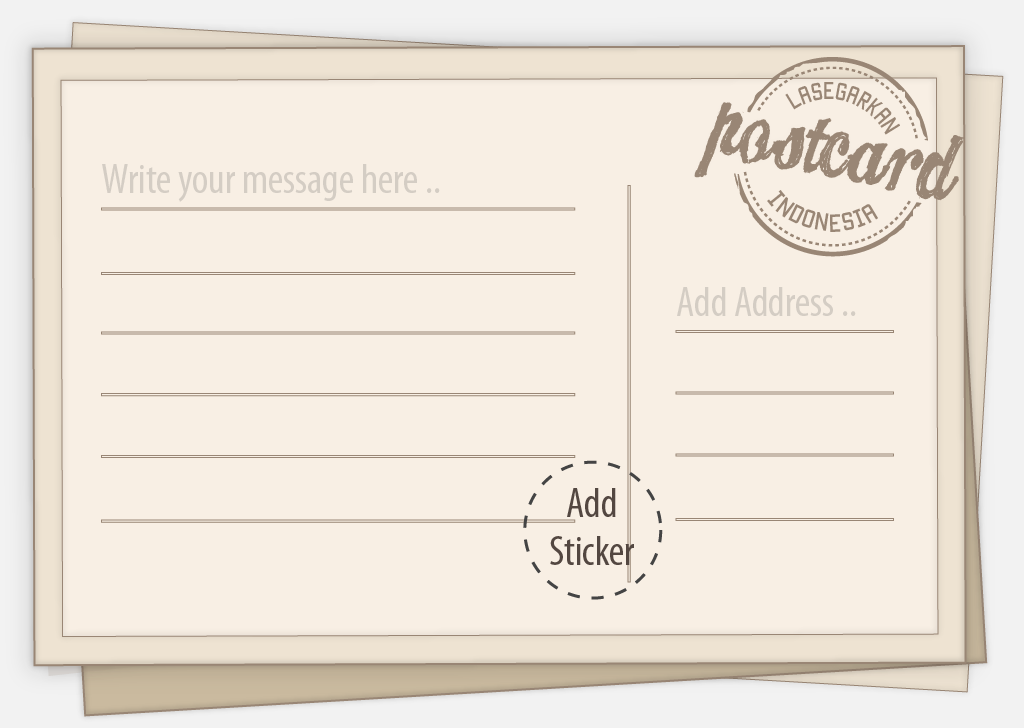 LASEGARKAN
postcard
INDONESIA
Write your message here ..
Add Address ..
Add
Sticker